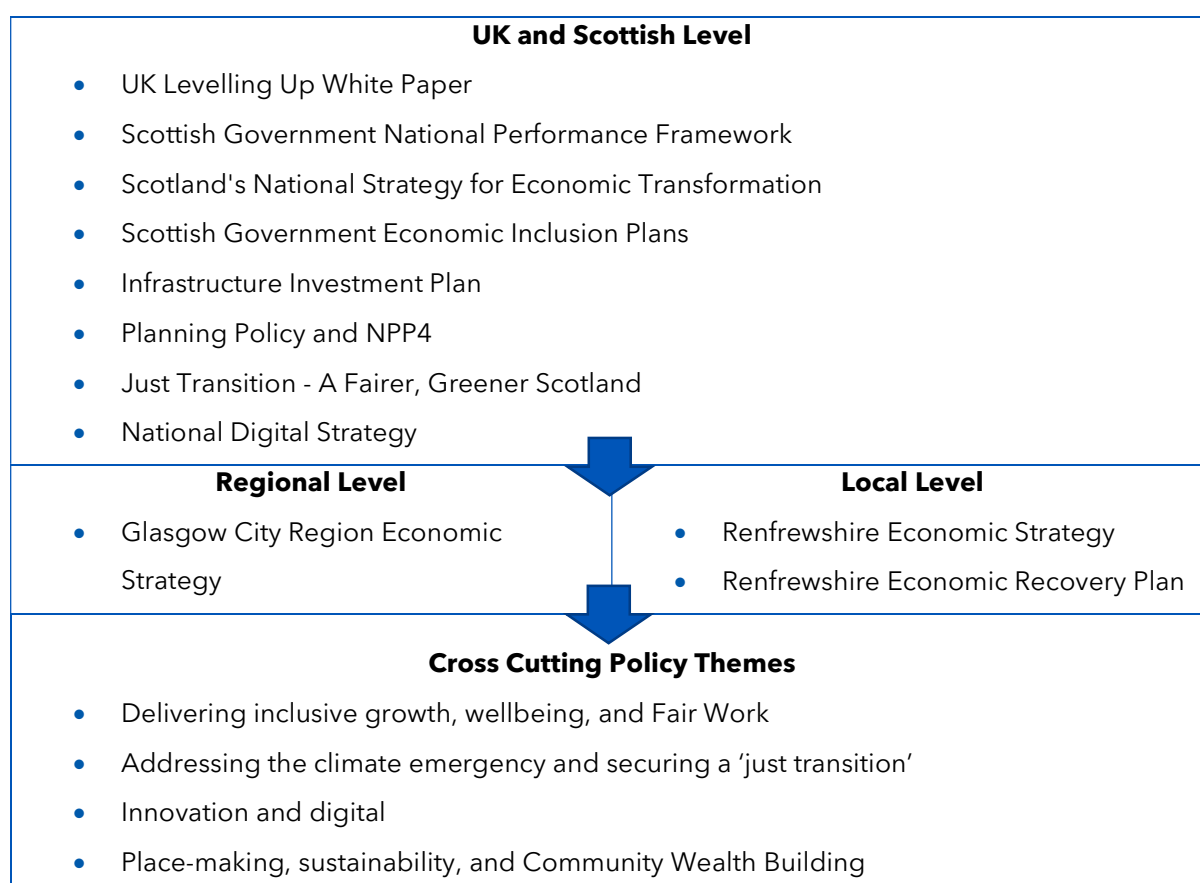 UK and Scottish Level
• UK Levelling Up White Paper
• Scottish Government National Performance Framework
• Scotland's National Strategy for Economic Transformation
• Scottish Government Economic Inclusion Plans
• Infrastructure Investment Plan
• Planning Policy and NPP4
• Just Transition - A Fairer, Greener Scotland
• National Digital Strategy
Regional Level
• Glasgow City Region Economic
Strategy
Local Level
• Renfrewshire Economic Strategy
• Renfrewshire Economic Recovery Plan
Cross Cutting Policy Themes
• Delivering inclusive growth, wellbeing, and Fair Work
• Addressing the climate emergency and securing a ‘just transition’
• Innovation and digital
• Place-making, sustainability, and Community Wealth Building